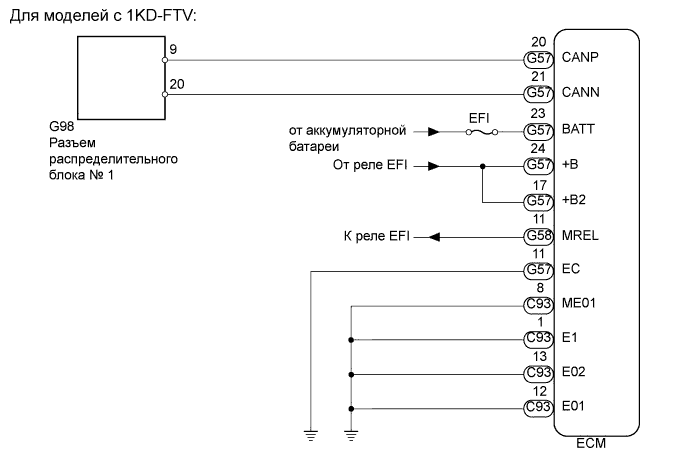 Для моделей с 1KD-FTV:
9
20
G98
Разъем
распределительного
блока № 1
от аккумуляторной
батареи
EFI
От реле EFI
К реле EFI
20
G57 CANP
21
G57 CANN
23
G57 BATT
24
G57 +B
17
G57 +B2
11
G58 MREL
11
G57 EC
8
C93 ME01
1
C93 E1
13
C93 E02
12
C93 E01
ECM